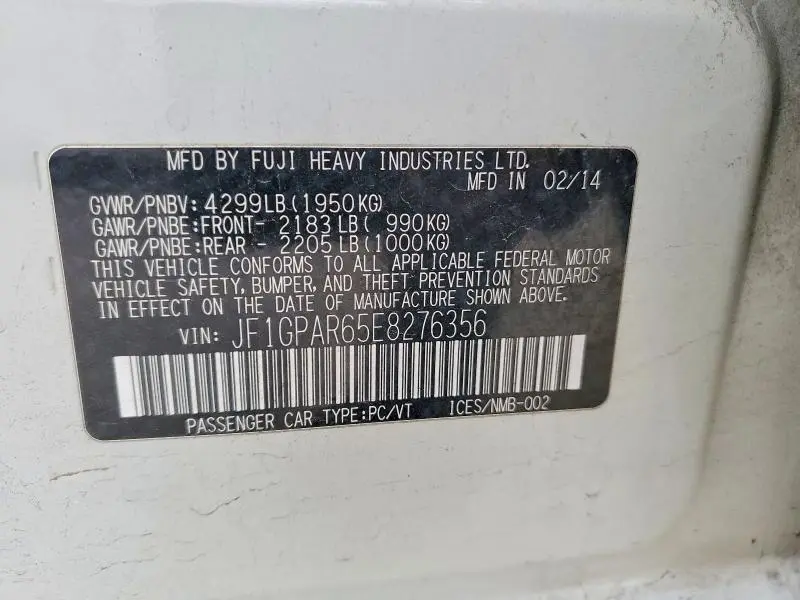 MFD BY FUJI HEAVY INDUSTRIES LTD.
MFD IN 02/14
GVWR/PNBV: 4299LB(1950KG)
GAWR/PNBE:FRONT- 2183LB( 990KG)
GAWR/PNBE:REAR - 2205LB(1000KG)
THIS VEHICLE CONFORMS TO ALL APPLICABLE FEDERAL MOTOR
VEHICLE SAFETY, BUMPER, AND THEFT PREVENTION STANDARDS
IN EFFECT ON THE DATE OF MANUFACTURE SHOWN ABOVE.
VIN: JF1GPAR65E8276356
PASSENGER CAR TYPE:PC/VT ICES/NMB-002